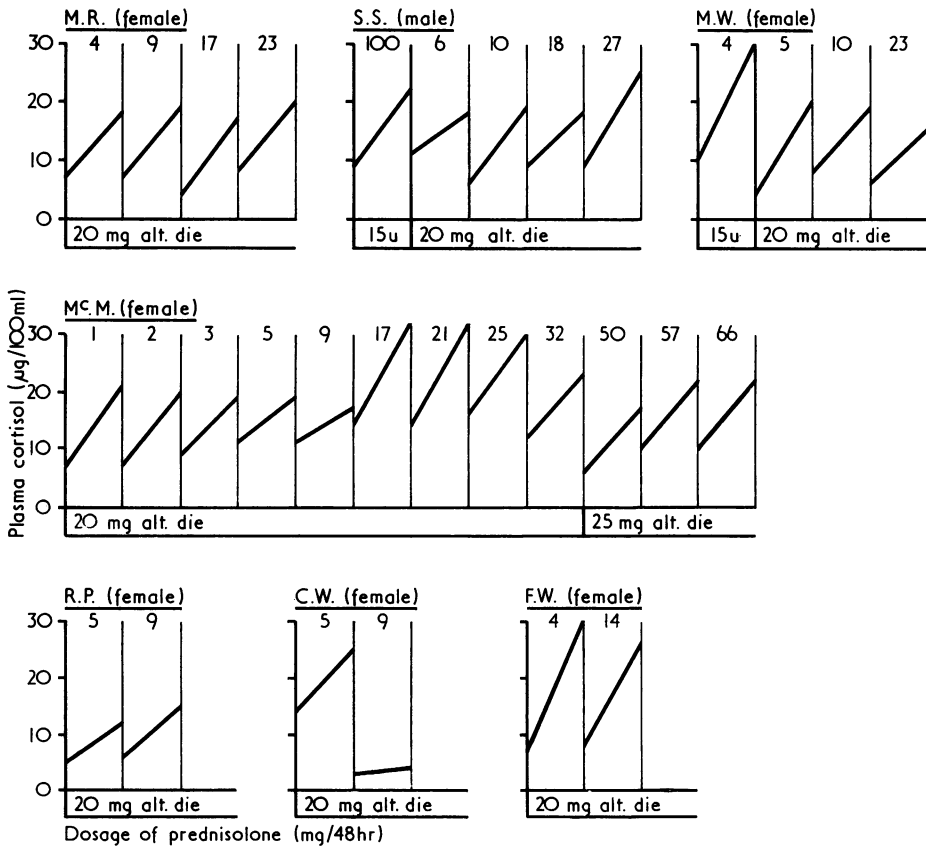 M.R. (female) S.S. (male) M.W. (female)
30 4 9 17 23 100 6 10 18 27 4 5 10 23
20
10
0
20 mg alt. die 15u 20 mg alt. die 15u 20 mg alt. die
Mc.M. (female)
30 1 2 3 5 9 17 21 25 32 50 57 66
20
10
0
20 mg alt. die 25 mg alt. die
Plasma cortisol (µg/100ml)
R.P. (female) C.W. (female) F.W. (female)
30 5 9 5 9 4 14
20
10
0
20 mg alt. die 20 mg alt. die 20 mg alt. die
Dosage of prednisolone (mg/48hr)